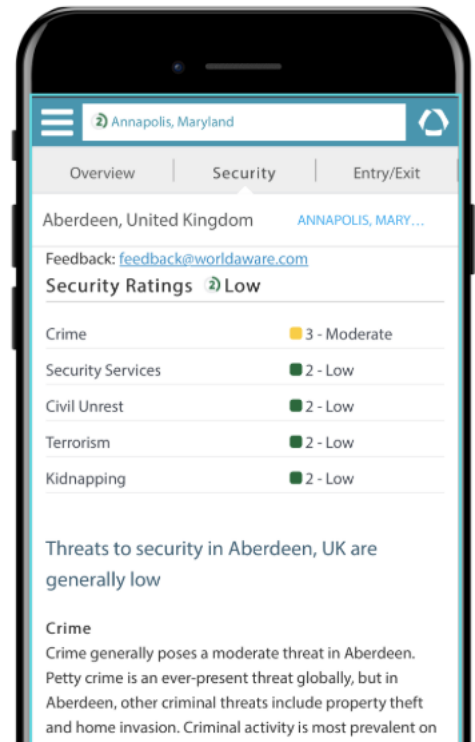 2 Annapolis, Maryland
Overview Security Entry/Exit
Aberdeen, United Kingdom ANNAPOLIS, MARY...
Feedback: feedback@worldaware.com
Security Ratings 2 Low
Crime 3 - Moderate
Security Services 2 - Low
Civil Unrest 2 - Low
Terrorism 2 - Low
Kidnapping 2 - Low
Threats to security in Aberdeen, UK are
generally low
Crime
Crime generally poses a moderate threat in Aberdeen.
Petty crime is an ever-present threat globally, but in
Aberdeen, other criminal threats include property theft
and home invasion. Criminal activity is most prevalent on